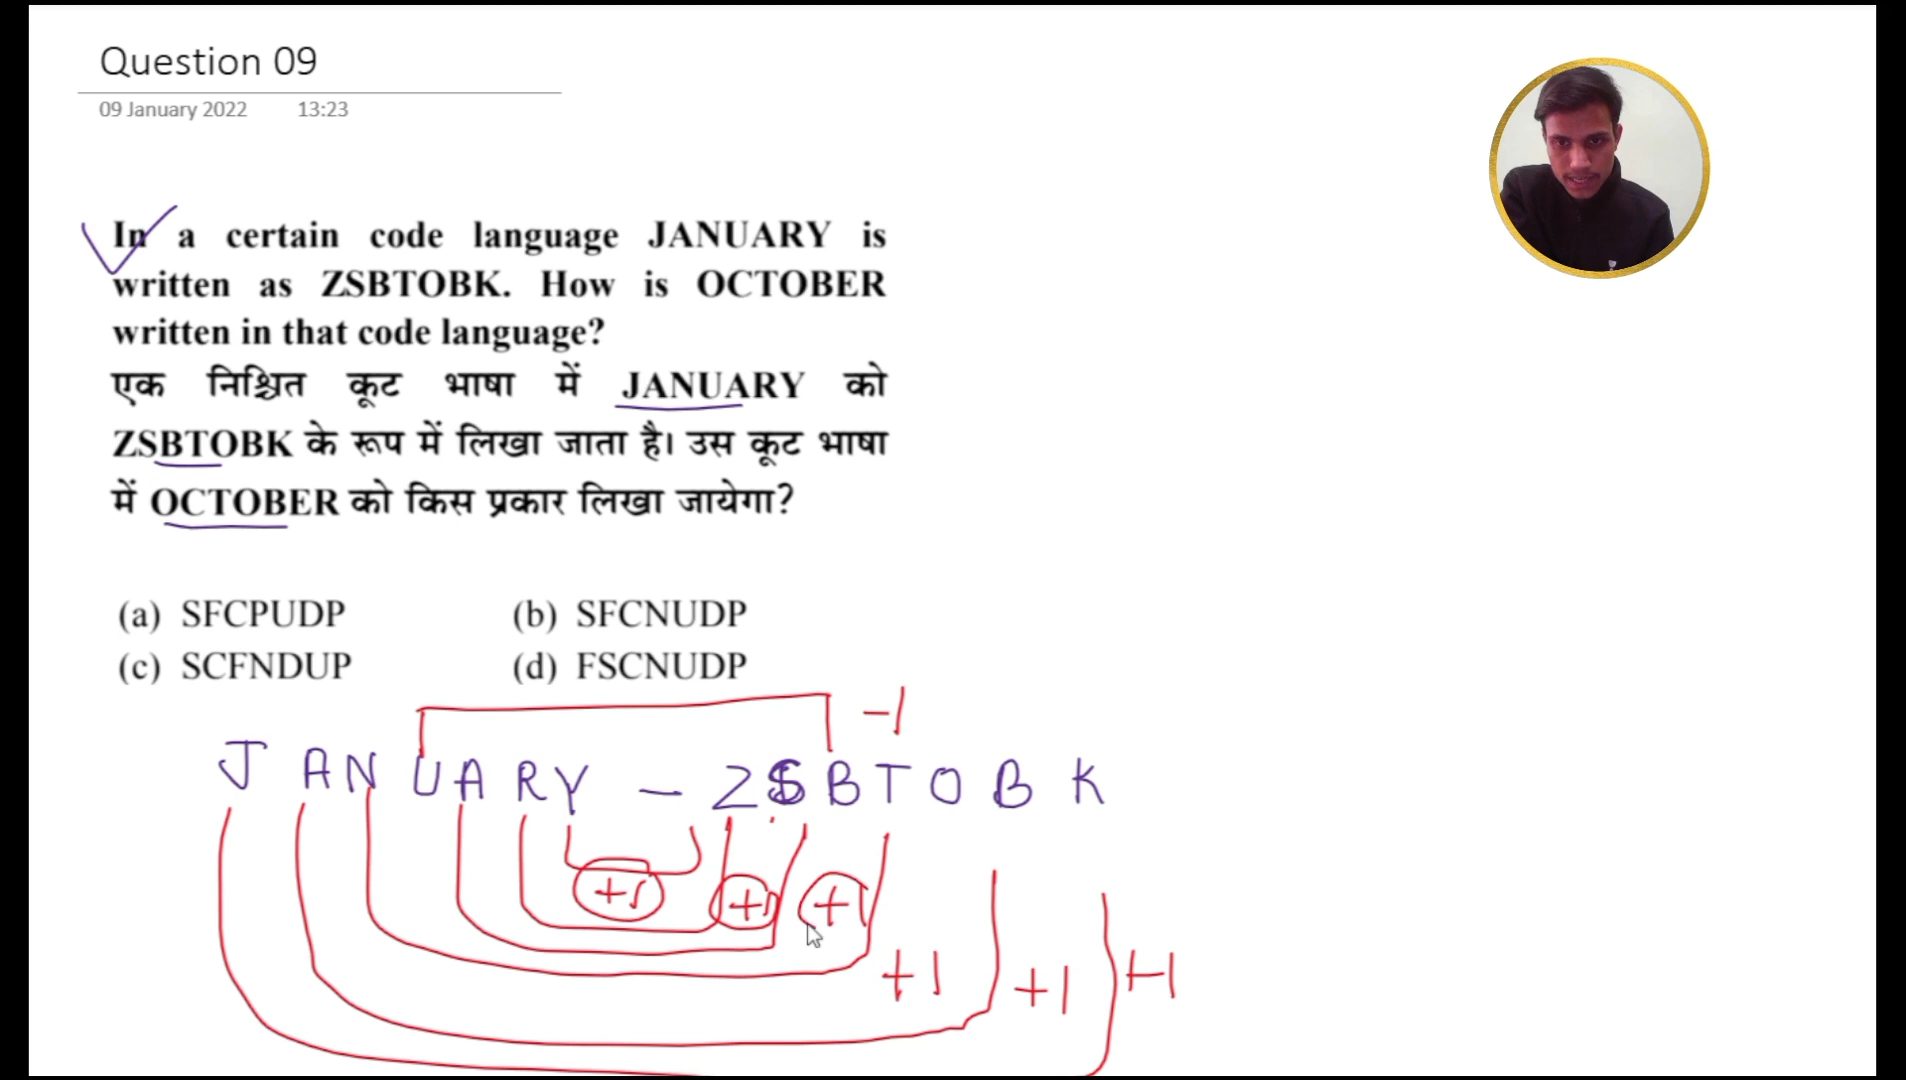 Question 09
09 January 2022 13:23
In a certain code language JANUARY is
written as ZSBTOBK. How is OCTOBER
written in that code language?
एक निश्चित कूट भाषा में JANUARY को
ZSBTOBK के रूप में लिखा जाता है। उस कूट भाषा
में OCTOBER को किस प्रकार लिखा जायेगा?
(a) SFCPUDP (b) SFCNUDP
(c) SCFNDUP (d) FSCNUDP
-1
J A N U A R Y - Z S B T O B K
+1 +1 +1
+1 +1 +1